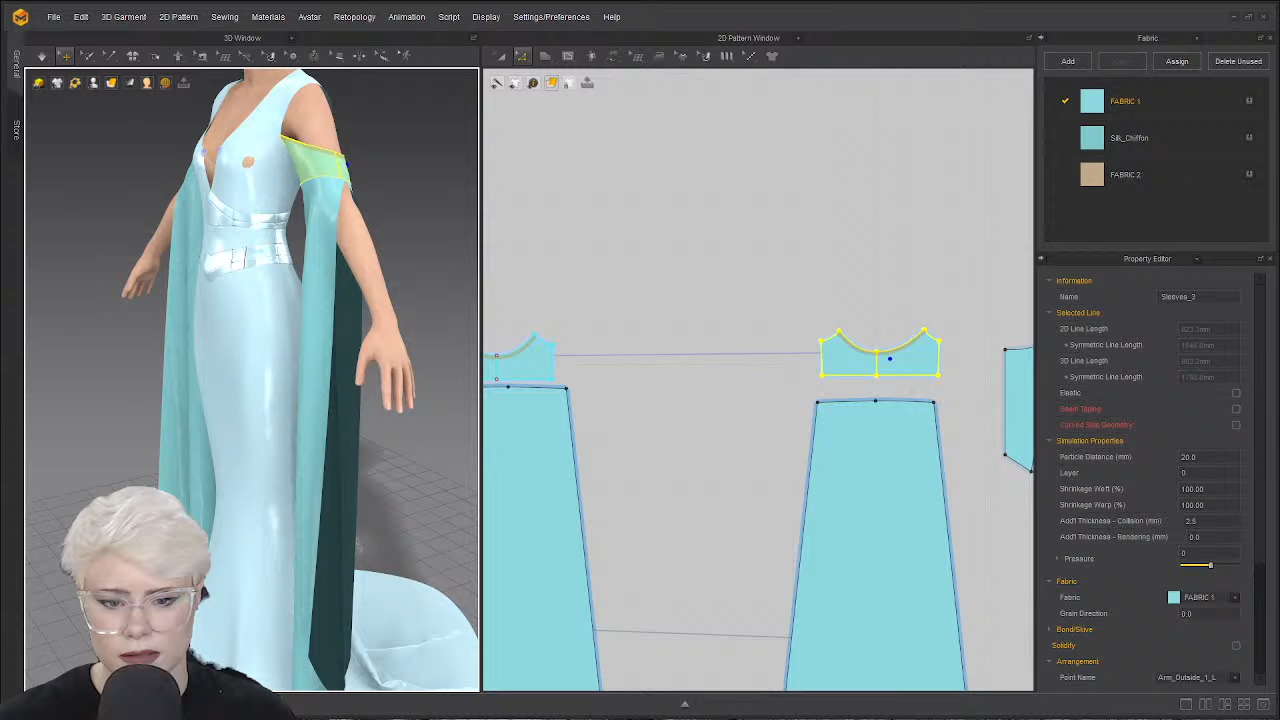 File Edit 3D Garment 2D Pattern Sewing Materials Avatar Retopology Animation Script Display Settings/Preferences Help
3D Window
2D Pattern Window
Fabric
General
Store
Add
Assign
Delete Unused
FABRIC 1
Silk_Chiffon
FABRIC 2
Property Editor
Information
Name Sleeves_3
Selected Line
2D Line Length
+ Symmetric Line Length
3D Line Length
+ Symmetric Line Length
Elastic
Seam Taping
Curved Side Geometry
Simulation Properties
Particle Distance (mm) 20.0
Layer 0
Shrinkage Weft (%) 100.00
Shrinkage Warp (%) 100.00
Add'l Thickness - Collision (mm) 2.5
Add'l Thickness - Rendering (mm) 0.0
Pressure 0
Fabric
Fabric FABRIC 1
Grain Direction 0.0
Bond/Skive
Solidify
Arrangement
Point Name Arm_Outside_1_L